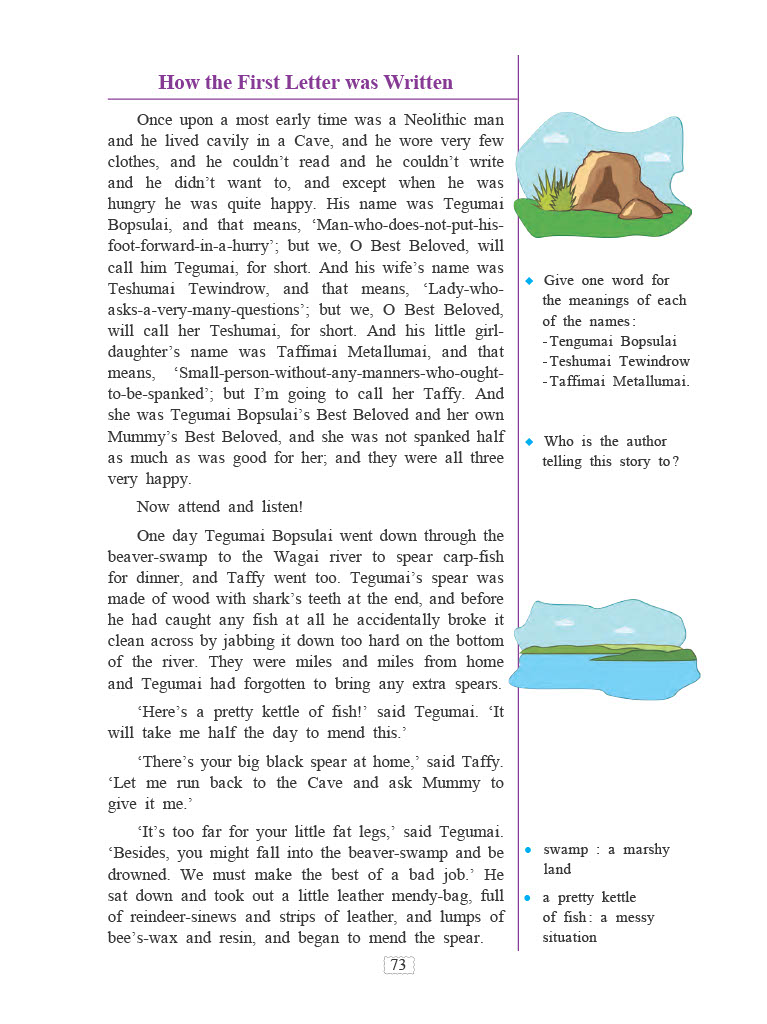 How the First Letter was Written
Once upon a most early time was a Neolithic man
and he lived cavily in a Cave, and he wore very few
clothes, and he couldn’t read and he couldn’t write
and he didn’t want to, and except when he was
hungry he was quite happy. His name was Tegumai
Bopsulai, and that means, ‘Man-who-does-not-put-his-
foot-forward-in-a-hurry’; but we, O Best Beloved, will
call him Tegumai, for short. And his wife’s name was
Teshumai Tewindrow, and that means, ‘Lady-who-
asks-a-very-many-questions’; but we, O Best Beloved,
will call her Teshumai, for short. And his little girl-
daughter’s name was Taffimai Metallumai, and that
means, ‘Small-person-without-any-manners-who-ought-
to-be-spanked’; but I’m going to call her Taffy. And
she was Tegumai Bopsulai’s Best Beloved and her own
Mummy’s Best Beloved, and she was not spanked half
as much as was good for her; and they were all three
very happy.
Now attend and listen!
One day Tegumai Bopsulai went down through the
beaver-swamp to the Wagai river to spear carp-fish
for dinner, and Taffy went too. Tegumai’s spear was
made of wood with shark’s teeth at the end, and before
he had caught any fish at all he accidentally broke it
clean across by jabbing it down too hard on the bottom
of the river. They were miles and miles from home
and Tegumai had forgotten to bring any extra spears.
‘Here’s a pretty kettle of fish!’ said Tegumai. ‘It
will take me half the day to mend this.’
‘There’s your big black spear at home,’ said Taffy.
‘Let me run back to the Cave and ask Mummy to
give it me.’
‘It’s too far for your little fat legs,’ said Tegumai.
‘Besides, you might fall into the beaver-swamp and be
drowned. We must make the best of a bad job.’ He
sat down and took out a little leather mendy-bag, full
of reindeer-sinews and strips of leather, and lumps of
bee’s-wax and resin, and began to mend the spear.
◆ Give one word for
the meanings of each
of the names:
- Tengumai Bopsulai
- Teshumai Tewindrow
- Taffimai Metallumai.
◆ Who is the author
telling this story to?
● swamp : a marshy
land
● a pretty kettle
of fish: a messy
situation
73